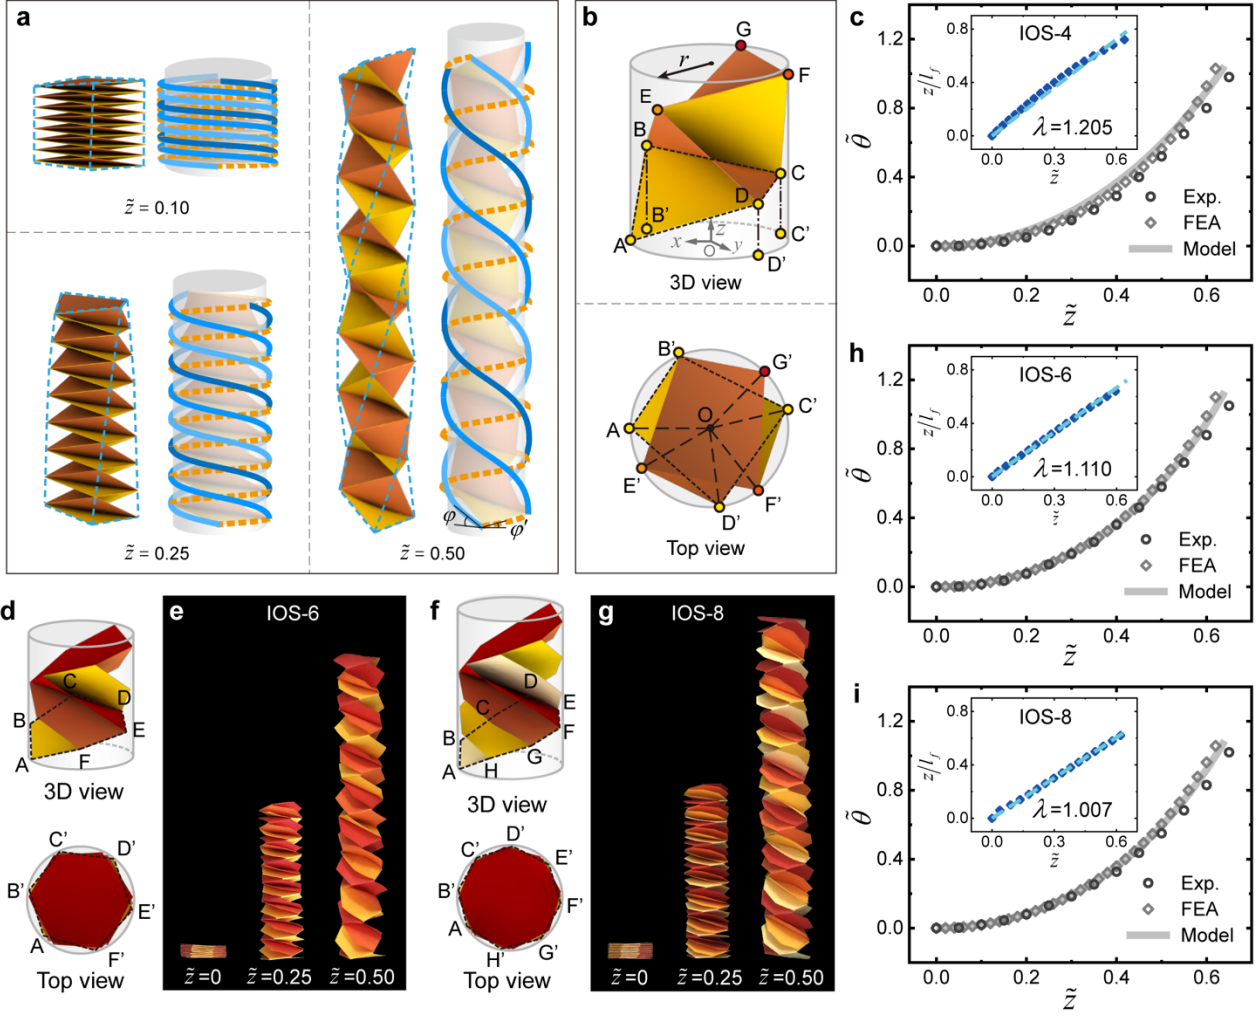 a
z̃ = 0.10
z̃ = 0.25
φ
φ'
z̃ = 0.50
b
G
r
F
E
B
C
D
B'
z
x
O
y
C'
A
D'
3D view
B'
G'
C'
O
A
E'
F'
D'
Top view
c
1.2
0.8
0.4
0.0
θ̃
0.0
0.2
0.4
0.6
z̃
IOS-4
0.8
0.4
0.0
z/l_f
λ=1.205
0.0
0.3
0.6
z̃
Exp.
FEA
Model
d
C
D
B
E
A
F
3D view
C'
D'
B'
E'
A
F'
Top view
e
IOS-6
z̃ =0
z̃ =0.25
z̃ =0.50
f
D
C
E
B
F
G
A
H
3D view
D'
C'
E'
B'
F'
A
G'
H'
Top view
g
IOS-8
z̃ =0
z̃ =0.25
z̃ =0.50
h
1.2
0.8
0.4
0.0
θ̃
0.0
0.2
0.4
0.6
z̃
IOS-6
0.8
0.4
0.0
z/l_f
λ=1.110
0.0
0.3
0.6
z̃
Exp.
FEA
Model
i
1.2
0.8
0.4
0.0
θ̃
0.0
0.2
0.4
0.6
z̃
IOS-8
0.8
0.4
0.0
z/l_f
λ=1.007
0.0
0.3
0.6
z̃
Exp.
FEA
Model